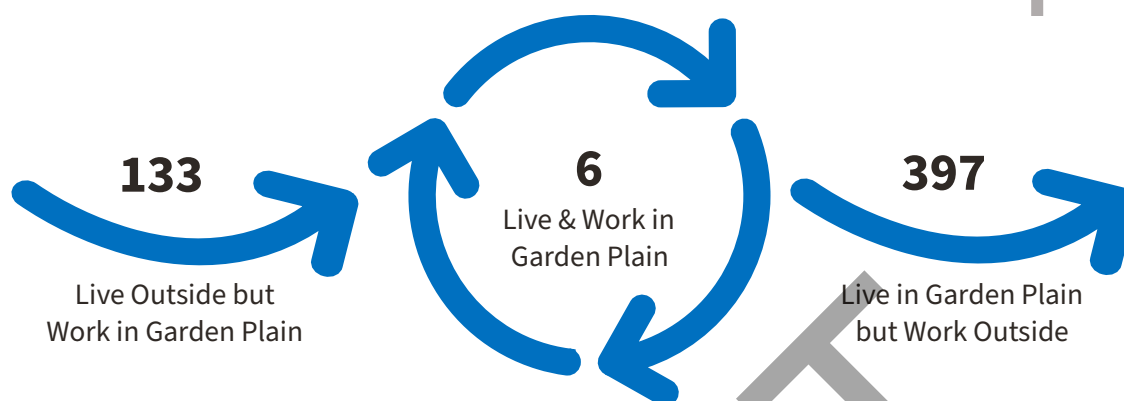 133
Live Outside but
Work in Garden Plain
6
Live & Work in
Garden Plain
397
Live in Garden Plain
but Work Outside